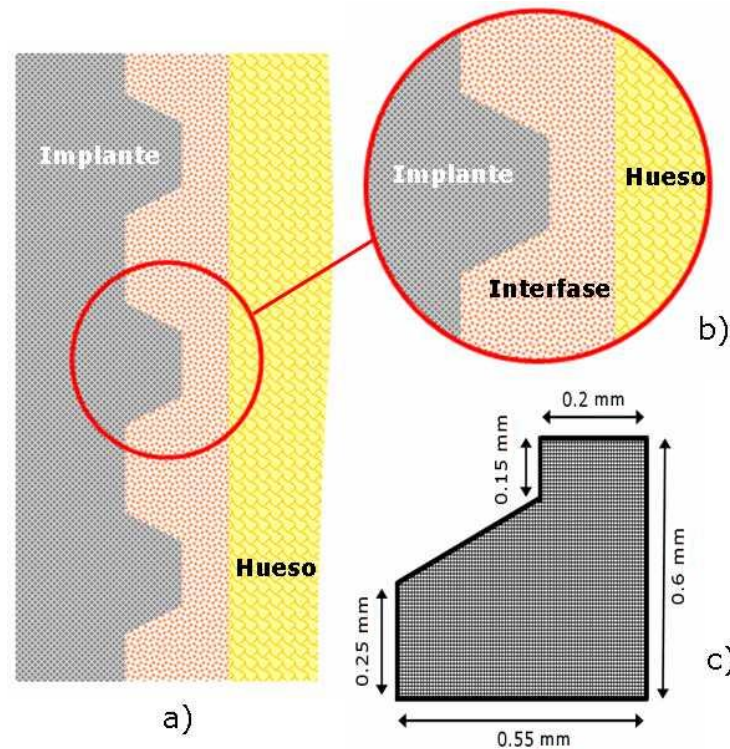 Implante
Hueso
a)
Implante
Hueso
Interfase
b)
0.2 mm
0.15 mm
0.6 mm
0.25 mm
0.55 mm
c)